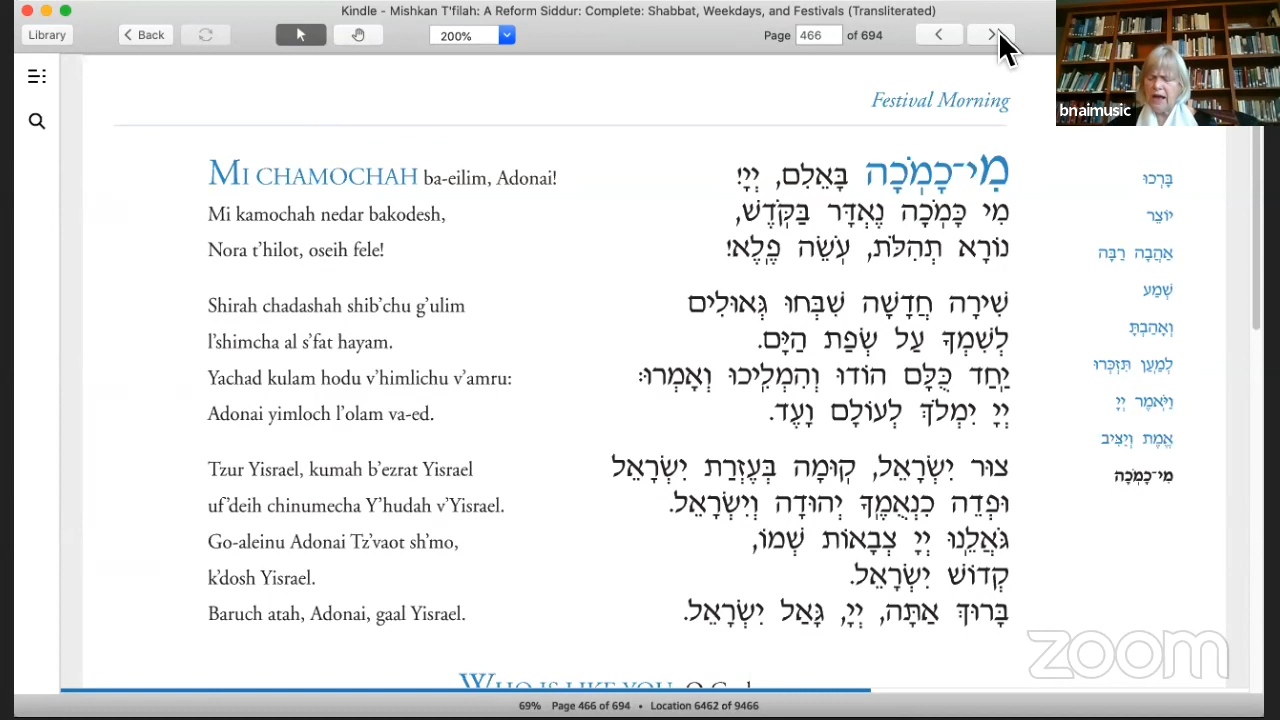 Kindle - Mishkan T'filah: A Reform Siddur: Complete: Shabbat, Weekdays, and Festivals (Transliterated)
Library
Back
200%
Page 466 of 694
bnaimusic
Festival Morning
MI CHAMOCHAH ba-eilim, Adonai!
Mi kamochah nedar bakodesh,
Nora t'hilot, oseih fele!
Shirah chadashah shib'chu g'ulim
l'shimcha al s'fat hayam.
Yachad kulam hodu v'himlichu v'amru:
Adonai yimloch l'olam va-ed.
Tzur Yisrael, kumah b'ezrat Yisrael
uf'deih chinumecha Y'hudah v'Yisrael.
Go-aleinu Adonai Tz'vaot sh'mo,
k'dosh Yisrael.
Baruch atah, Adonai, gaal Yisrael.
מִי־כָמֹֽכָה בָּאֵלִם, יְיָ!
מִי כָּמֹֽכָה נֶאְדָּר בַּקֹּֽדֶשׁ,
נוֹרָא תְהִלֹּת, עֹֽשֵׂה פֶֽלֶא!
שִׁירָה חֲדָשָׁה שִׁבְּחוּ גְאוּלִים
לְשִׁמְךָ עַל שְׂפַת הַיָּם.
יַֽחַד כֻּלָּם הוֹדוּ וְהִמְלִֽיכוּ וְאָמְרוּ:
יְיָ יִמְלֹךְ לְעוֹלָם וָעֶד.
צוּר יִשְׂרָאֵל, קֽוּמָה בְּעֶזְרַת יִשְׂרָאֵל
וּפְדֵה כִנְאֻמֶֽךָ יְהוּדָה וְיִשְׂרָאֵל.
גֹּאֲלֵֽנוּ יְיָ צְבָאוֹת שְׁמוֹ,
קְדוֹשׁ יִשְׂרָאֵל.
בָּרוּךְ אַתָּה, יְיָ, גָּאַל יִשְׂרָאֵל.
בָּרְכוּ
יוֹצֵר
אַהֲבָה רַבָּה
שְׁמַע
וְאָהַבְתָּ
לְמַֽעַן תִּזְכְּרוּ
וַיֹּֽאמֶר יְיָ
אֱמֶת וְיַצִּיב
מִי־כָמֹֽכָה
WHO IS LIKE YOU, O God
zoom
69% Page 466 of 694 • Location 6462 of 9466